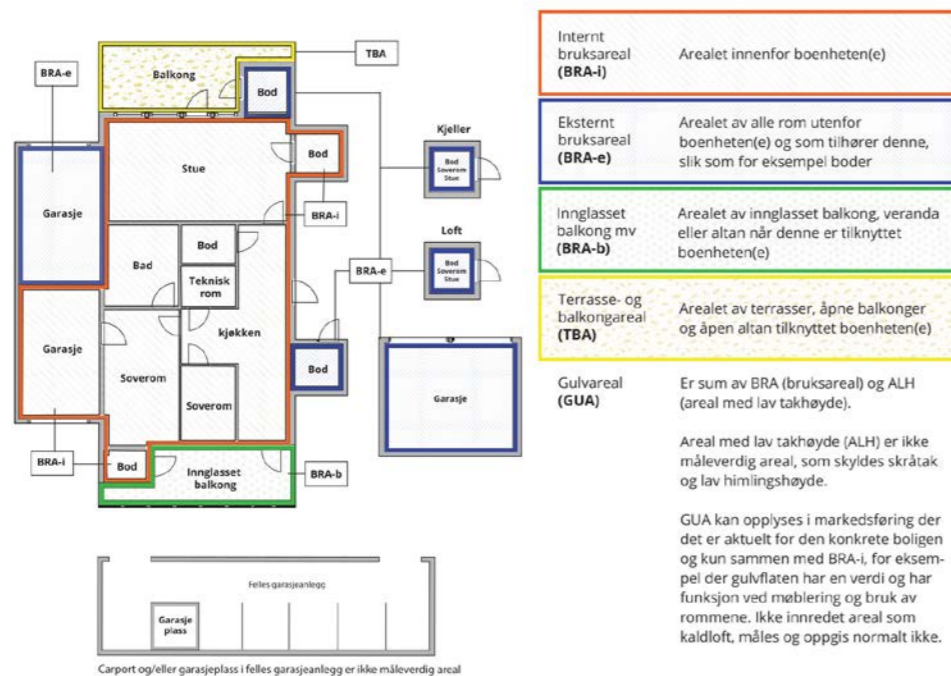 TBA
BRA-e
Balkong
Bod
Kjeller
Bod
Soverom
Stue
Bod
Stue
BRA-i
Garasje
Loft
Bod
Soverom
Stue
Bad
Bod
Teknisk
rom
BRA-e
kjøkken
Garasje
Soverom
Soverom
Bod
Garasje
BRA-i
Bod
Innglasset
balkong
BRA-b
Felles garasjeanlegg
Garasje
plass
Carport og/eller garasjeplass i felles garasjeanlegg er ikke måleverdig areal
Internt
bruksareal
(BRA-i)
Arealet innenfor boenheten(e)
Eksternt
bruksareal
(BRA-e)
Arealet av alle rom utenfor
boenheten(e) og som tilhører denne,
slik som for eksempel boder
Innglasset
balkong mv
(BRA-b)
Arealet av innglasset balkong, veranda
eller altan når denne er tilknyttet
boenheten(e)
Terrasse- og
balkongareal
(TBA)
Arealet av terrasser, åpne balkonger
og åpen altan tilknyttet boenheten(e)
Gulvareal
(GUA)
Er sum av BRA (bruksareal) og ALH
(areal med lav takhøyde).
Areal med lav takhøyde (ALH) er ikke
måleverdig areal, som skyldes skråtak
og lav himlingshøyde.
GUA kan opplyses i markedsføring der
det er aktuelt for den konkrete boligen
og kun sammen med BRA-i, for eksem-
pel der gulvflaten har en verdi og har
funksjon ved møblering og bruk av
rommene. Ikke innredet areal som
kaldloft, måles og oppgis normalt ikke.